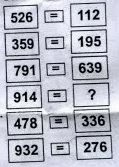 526 = 112
359 = 195
791 = 639
914 = ?
478 = 336
932 = 276